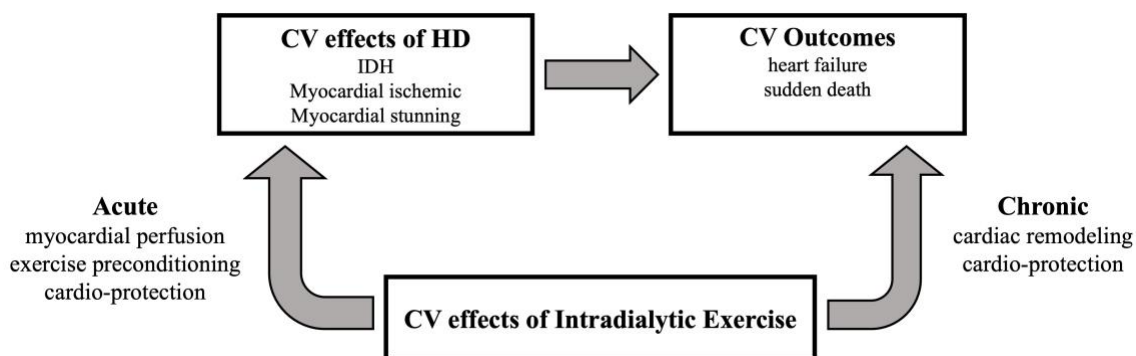 CV effects of HD
IDH
Myocardial ischemic
Myocardial stunning
CV Outcomes
heart failure
sudden death
Acute
myocardial perfusion
exercise preconditioning
cardio-protection
Chronic
cardiac remodeling
cardio-protection
CV effects of Intradialytic Exercise